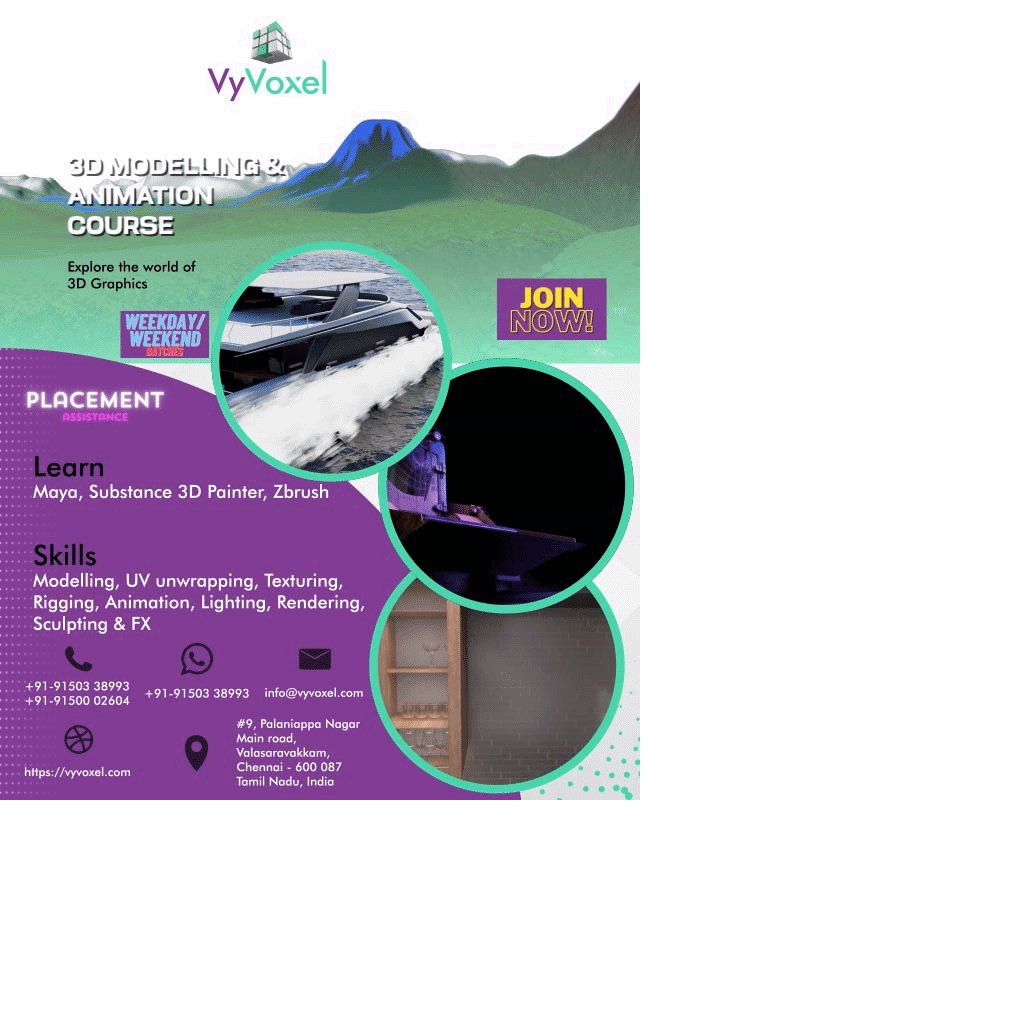 VyVoxel
3D MODELLING &
ANIMATION
COURSE
Explore the world of
3D Graphics
WEEKDAY/
WEEKEND
BATCHES
JOIN
NOW!
PLACEMENT
ASSISTANCE
Learn
Maya, Substance 3D Painter, Zbrush
Skills
Modelling, UV unwrapping, Texturing,
Rigging, Animation, Lighting, Rendering,
Sculpting & FX
+91-91503 38993
+91-91500 02604
+91-91503 38993
info@vyvoxel.com
https://vyvoxel.com
#9, Palaniappa Nagar
Main road,
Valasaravakkam,
Chennai - 600 087
Tamil Nadu, India